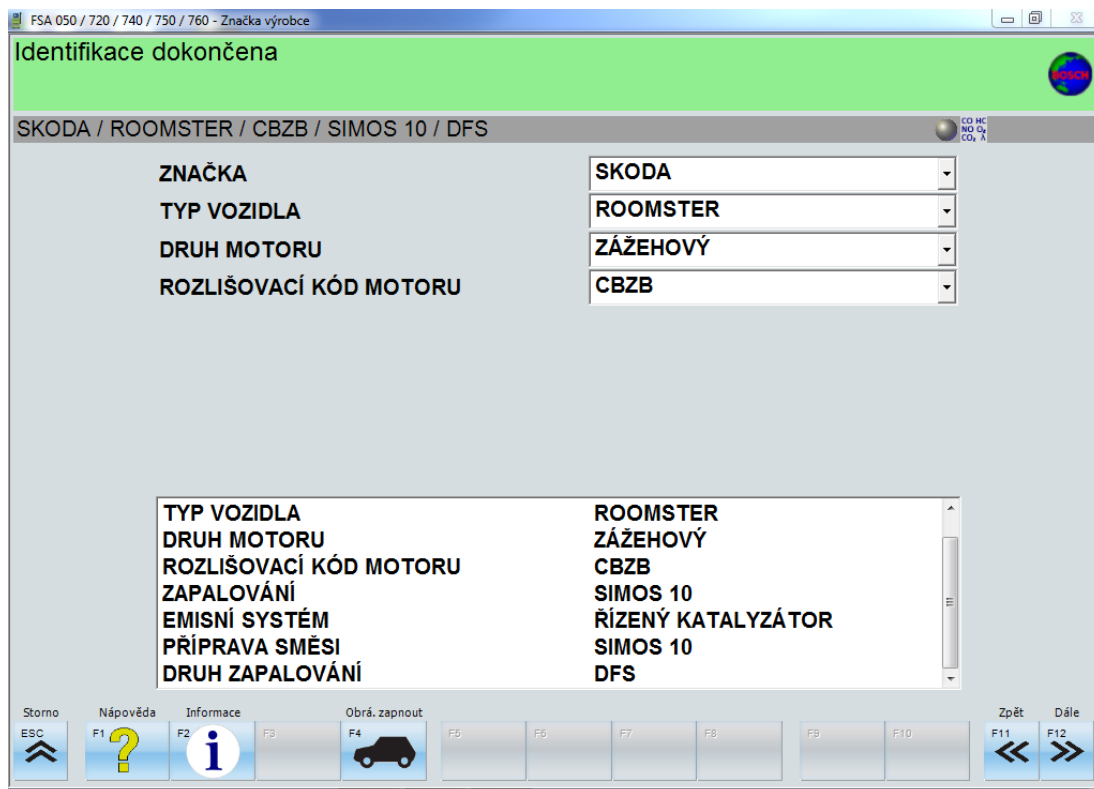 FSA 050 / 720 / 740 / 750 / 760 - Značka výrobce
Identifikace dokončena
BOSCH
SKODA / ROOMSTER / CBZB / SIMOS 10 / DFS
CO HC
NO O₂
CO₂ λ
ZNAČKA SKODA
TYP VOZIDLA ROOMSTER
DRUH MOTORU ZÁŽEHOVÝ
ROZLIŠOVACÍ KÓD MOTORU CBZB
TYP VOZIDLA ROOMSTER
DRUH MOTORU ZÁŽEHOVÝ
ROZLIŠOVACÍ KÓD MOTORU CBZB
ZAPALOVÁNÍ SIMOS 10
EMISNÍ SYSTÉM ŘÍZENÝ KATALYZÁTOR
PŘÍPRAVA SMĚSI SIMOS 10
DRUH ZAPALOVÁNÍ DFS
Storno Nápověda Informace Obrá. zapnout Zpět Dále
ESC F1 F2 F3 F4 F5 F6 F7 F8 F9 F10 F11 F12